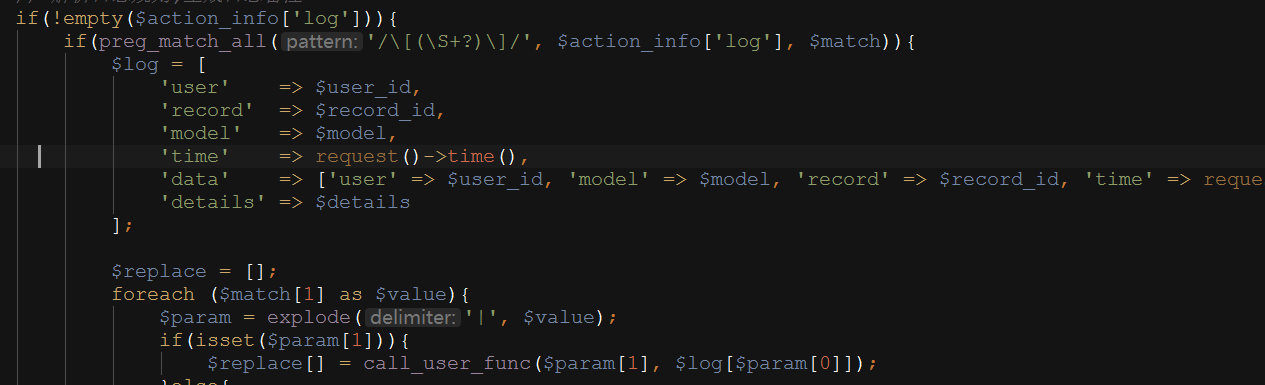 if(!empty($action_info['log'])){
if(preg_match_all( pattern: '/\[(\S+?)\]/', $action_info['log'], $match)){
$log = [
'user' => $user_id,
'record' => $record_id,
'model' => $model,
'time' => request()->time(),
'data' => ['user' => $user_id, 'model' => $model, 'record' => $record_id, 'time' => reque
'details' => $details
];
$replace = [];
foreach ($match[1] as $value){
$param = explode( delimiter: '|', $value);
if(isset($param[1])){
$replace[] = call_user_func($param[1], $log[$param[0]]);
}else{